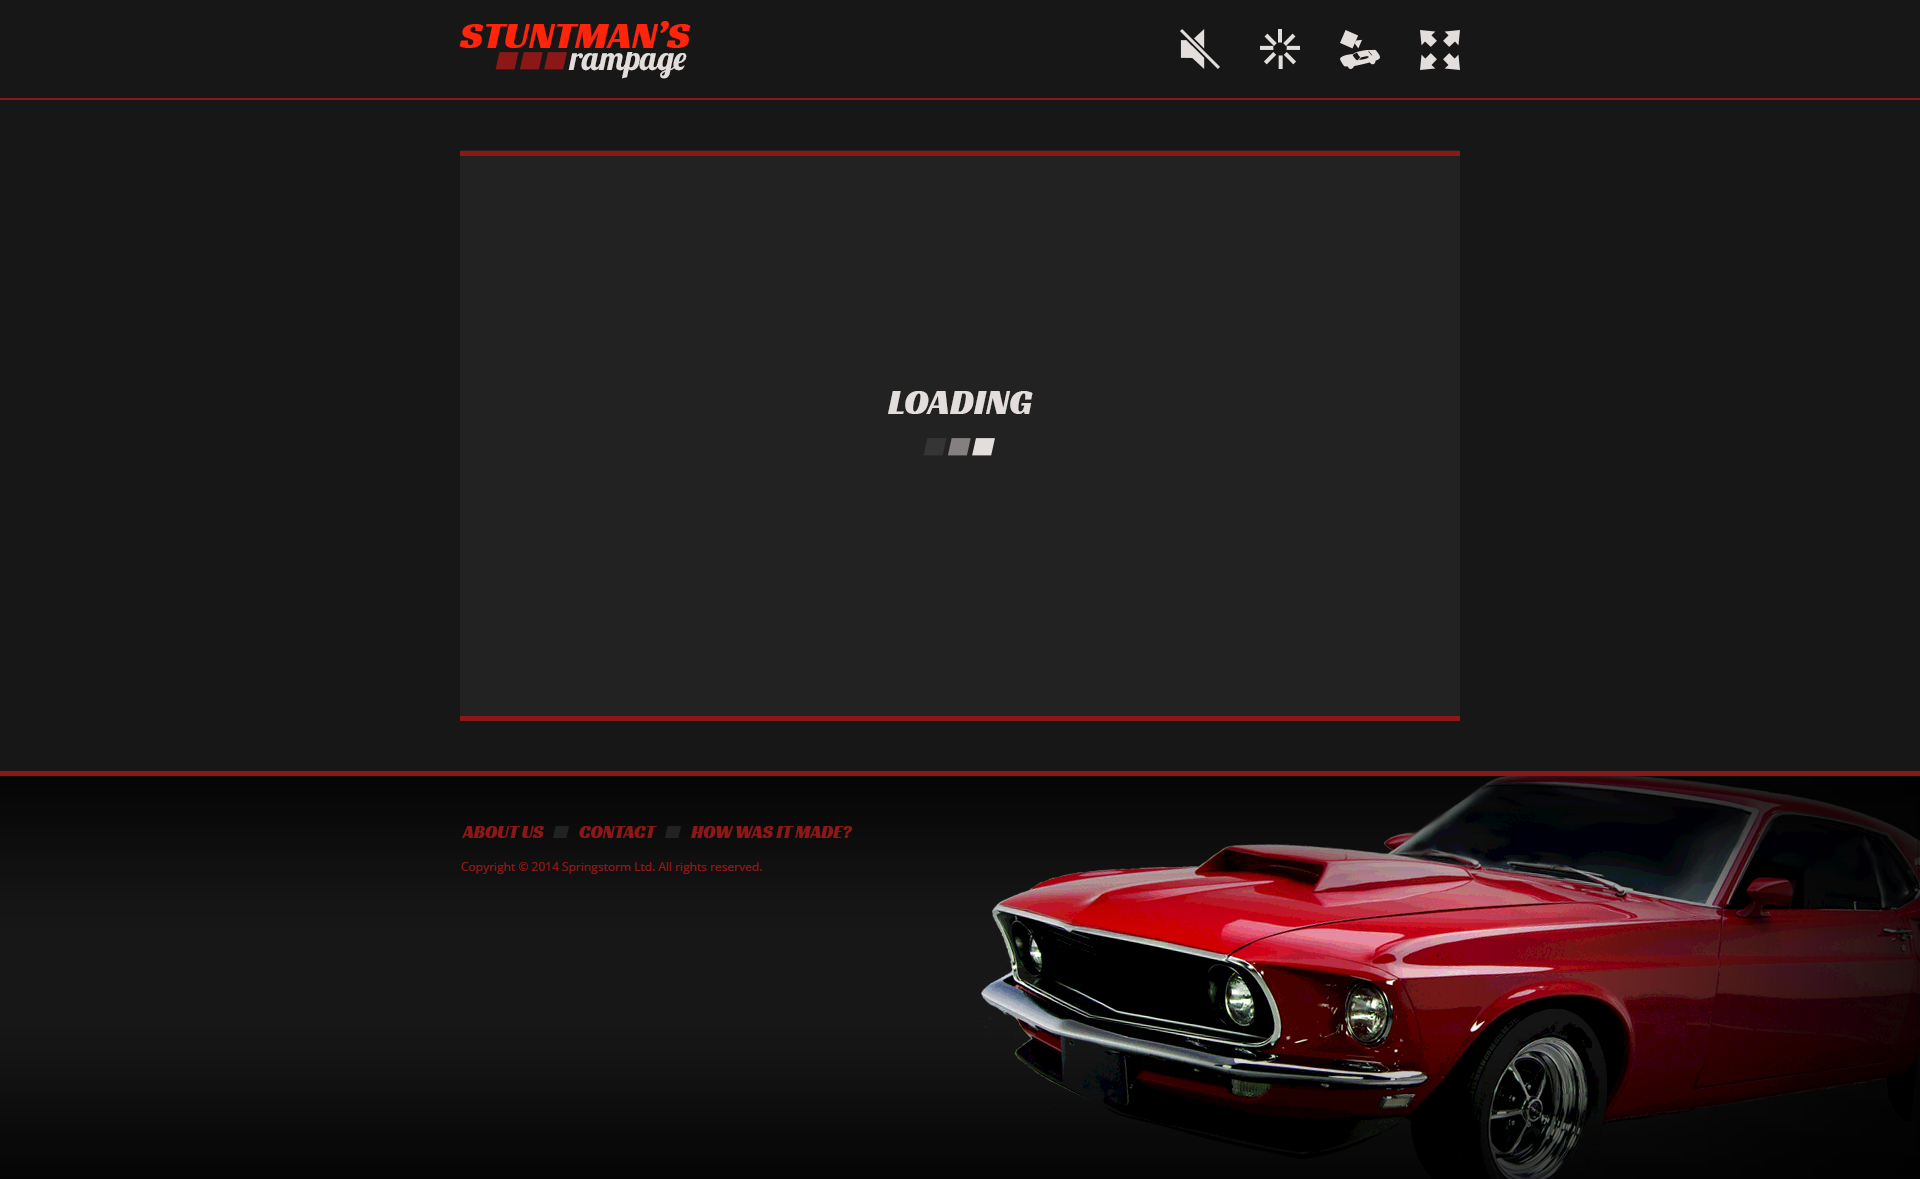 STUNTMAN'S
rampage
LOADING
ABOUT US CONTACT HOW WAS IT MADE?
Copyright © 2014 Springstorm Ltd. All rights reserved.